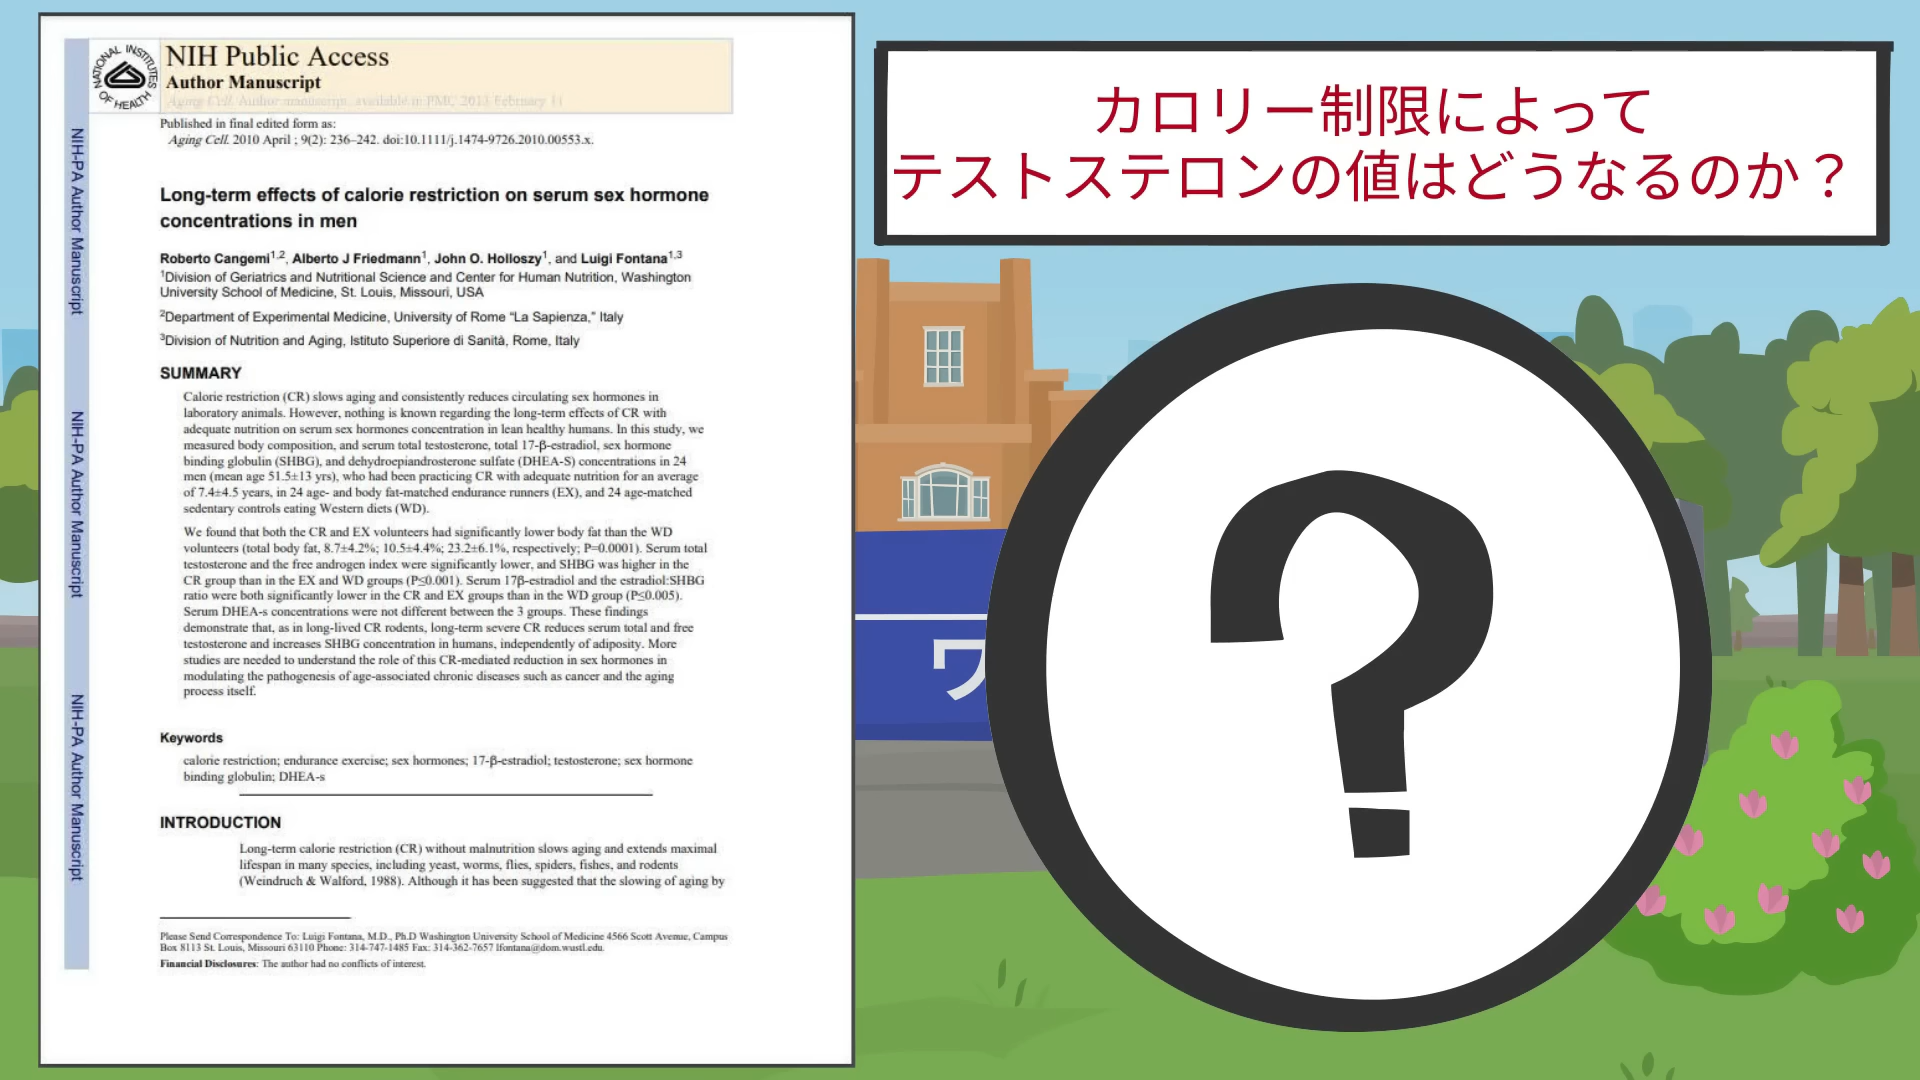 NIH Public Access
Author Manuscript
Aging Cell. Author manuscript; available in PMC 2013 February 11
Published in final edited form as:
Aging Cell. 2010 April ; 9(2): 236–242. doi:10.1111/j.1474-9726.2010.00553.x.
Long-term effects of calorie restriction on serum sex hormone
concentrations in men
Roberto Cangemi1,2, Alberto J Friedmann1, John O. Holloszy1, and Luigi Fontana1,3
1Division of Geriatrics and Nutritional Science and Center for Human Nutrition, Washington
University School of Medicine, St. Louis, Missouri, USA
2Department of Experimental Medicine, University of Rome “La Sapienza,” Italy
3Division of Nutrition and Aging, Istituto Superiore di Sanità, Rome, Italy
SUMMARY
Calorie restriction (CR) slows aging and consistently reduces circulating sex hormones in
laboratory animals. However, nothing is known regarding the long-term effects of CR with
adequate nutrition on serum sex hormones concentration in lean healthy humans. In this study, we
measured body composition, and serum total testosterone, total 17-β-estradiol, sex hormone
binding globulin (SHBG), and dehydroepiandrosterone sulfate (DHEA-S) concentrations in 24
men (mean age 51.5±13 yrs), who had been practicing CR with adequate nutrition for an average
of 7.4±4.5 years, in 24 age- and body fat-matched endurance runners (EX), and 24 age-matched
sedentary controls eating Western diets (WD).
We found that both the CR and EX volunteers had significantly lower body fat than the WD
volunteers (total body fat, 8.7±4.2%; 10.5±4.4%; 23.2±6.1%, respectively; P=0.0001). Serum total
testosterone and the free androgen index were significantly lower, and SHBG was higher in the
CR group than in the EX and WD groups (P≤0.001). Serum 17β-estradiol and the estradiol:SHBG
ratio were both significantly lower in the CR and EX groups than in the WD group (P≤0.005).
Serum DHEA-s concentrations were not different between the 3 groups. These findings
demonstrate that, as in long-lived CR rodents, long-term severe CR reduces serum total and free
testosterone and increases SHBG concentration in humans, independently of adiposity. More
studies are needed to understand the role of this CR-mediated reduction in sex hormones in
modulating the pathogenesis of age-associated chronic diseases such as cancer and the aging
process itself.
Keywords
calorie restriction; endurance exercise; sex hormones; 17-β-estradiol; testosterone; sex hormone
binding globulin; DHEA-s
INTRODUCTION
Long-term calorie restriction (CR) without malnutrition slows aging and extends maximal
lifespan in many species, including yeast, worms, flies, spiders, fishes, and rodents
(Weindruch & Walford, 1988). Although it has been suggested that the slowing of aging by
Please Send Correspondence To: Luigi Fontana, M.D., Ph.D Washington University School of Medicine 4566 Scott Avenue, Campus
Box 8113 St. Louis, Missouri 63110 Phone: 314-747-1485 Fax: 314-362-7657 lfontana@dom.wustl.edu.
Financial Disclosures: The author had no conflicts of interest.
NIH-PA Author Manuscript
NIH-PA Author Manuscript
NIH-PA Author Manuscript
NATIONAL INSTITUTES OF HEALTH
カロリー制限によって
テストステロンの値はどうなるのか？
ワ
?